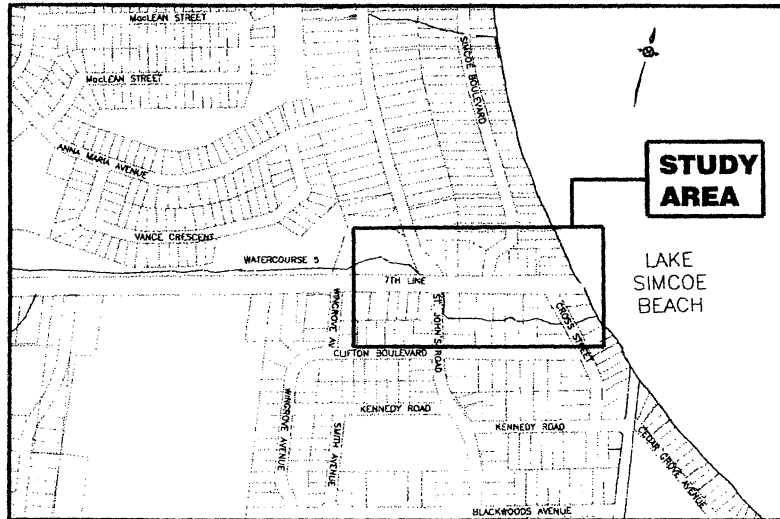 MacLEAN STREET
SIMCOE BOULEVARD
MacLEAN STREET
ANNA MARIA AVENUE
STUDY
AREA
VANCE CRESCENT
WATERCOURSE 5
7TH LINE
LAKE
SIMCOE
BEACH
WINGROVE AV
ST. JOHN'S ROAD
CROSS STREET
CLIFTON BOULEVARD
WINGROVE AVENUE
KENNEDY ROAD
SMITH AVENUE
KENNEDY ROAD
CEDAR GROVE AVENUE
BLACKWOODS AVENUE